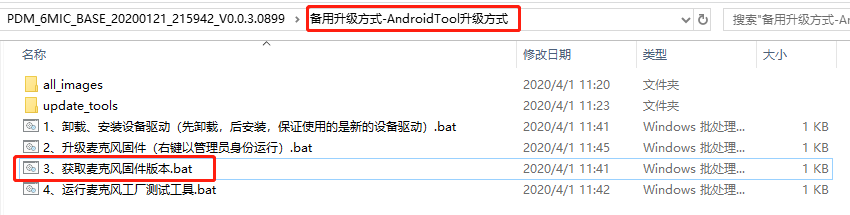 PDM_6MIC_BASE_20200121_215942_V0.0.3.0899 > 备用升级方式-AndroidTool升级方式 搜索"备用升级方式-An
名称 修改日期 类型 大小
all_images 2020/4/1 11:20 文件夹
update_tools 2020/4/1 11:23 文件夹
1、卸载、安装设备驱动（先卸载，后安装，保证使用的是新的设备驱动）.bat 2020/4/1 11:41 Windows 批处理... 1 KB
2、升级麦克风固件（右键以管理员身份运行）.bat 2020/4/1 11:45 Windows 批处理... 1 KB
3、获取麦克风固件版本.bat 2020/4/1 11:41 Windows 批处理... 1 KB
4、运行麦克风工厂测试工具.bat 2020/4/1 11:42 Windows 批处理... 1 KB